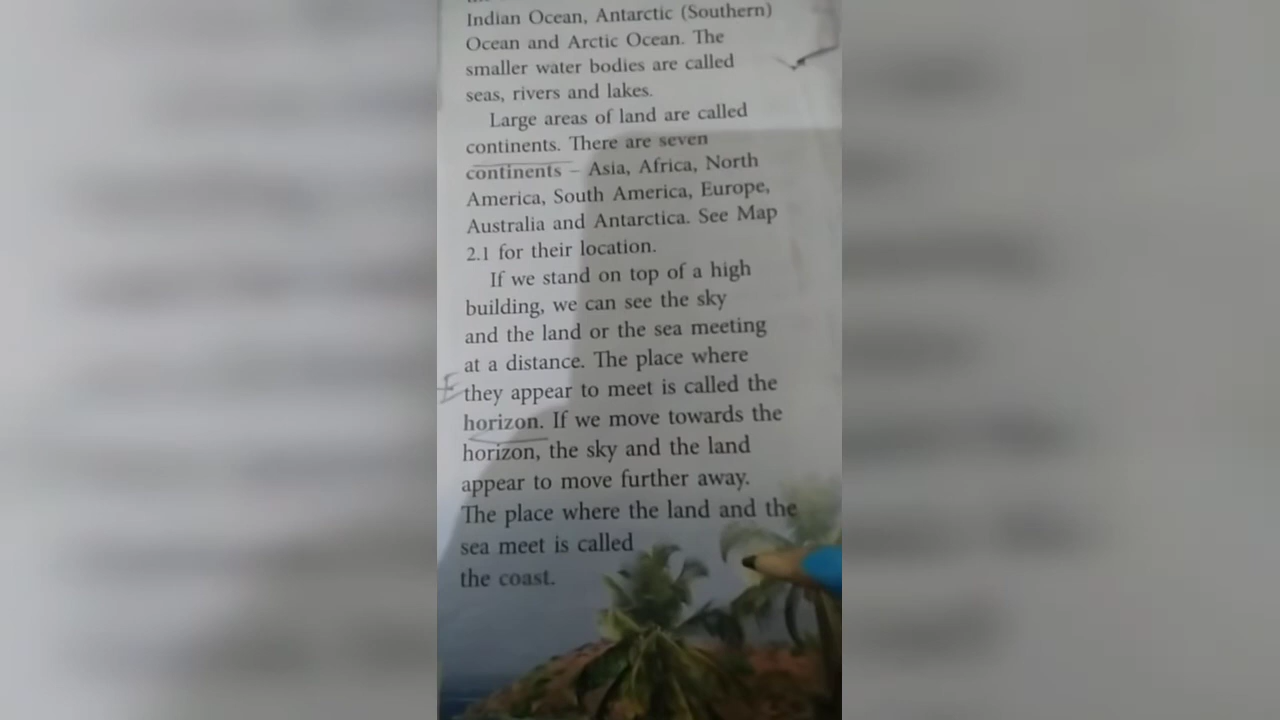 Indian Ocean, Antarctic (Southern)
Ocean and Arctic Ocean. The
smaller water bodies are called
seas, rivers and lakes.
Large areas of land are called
continents. There are seven
continents – Asia, Africa, North
America, South America, Europe,
Australia and Antarctica. See Map
2.1 for their location.
If we stand on top of a high
building, we can see the sky
and the land or the sea meeting
at a distance. The place where
they appear to meet is called the
horizon. If we move towards the
horizon, the sky and the land
appear to move further away.
The place where the land and the
sea meet is called
the coast.